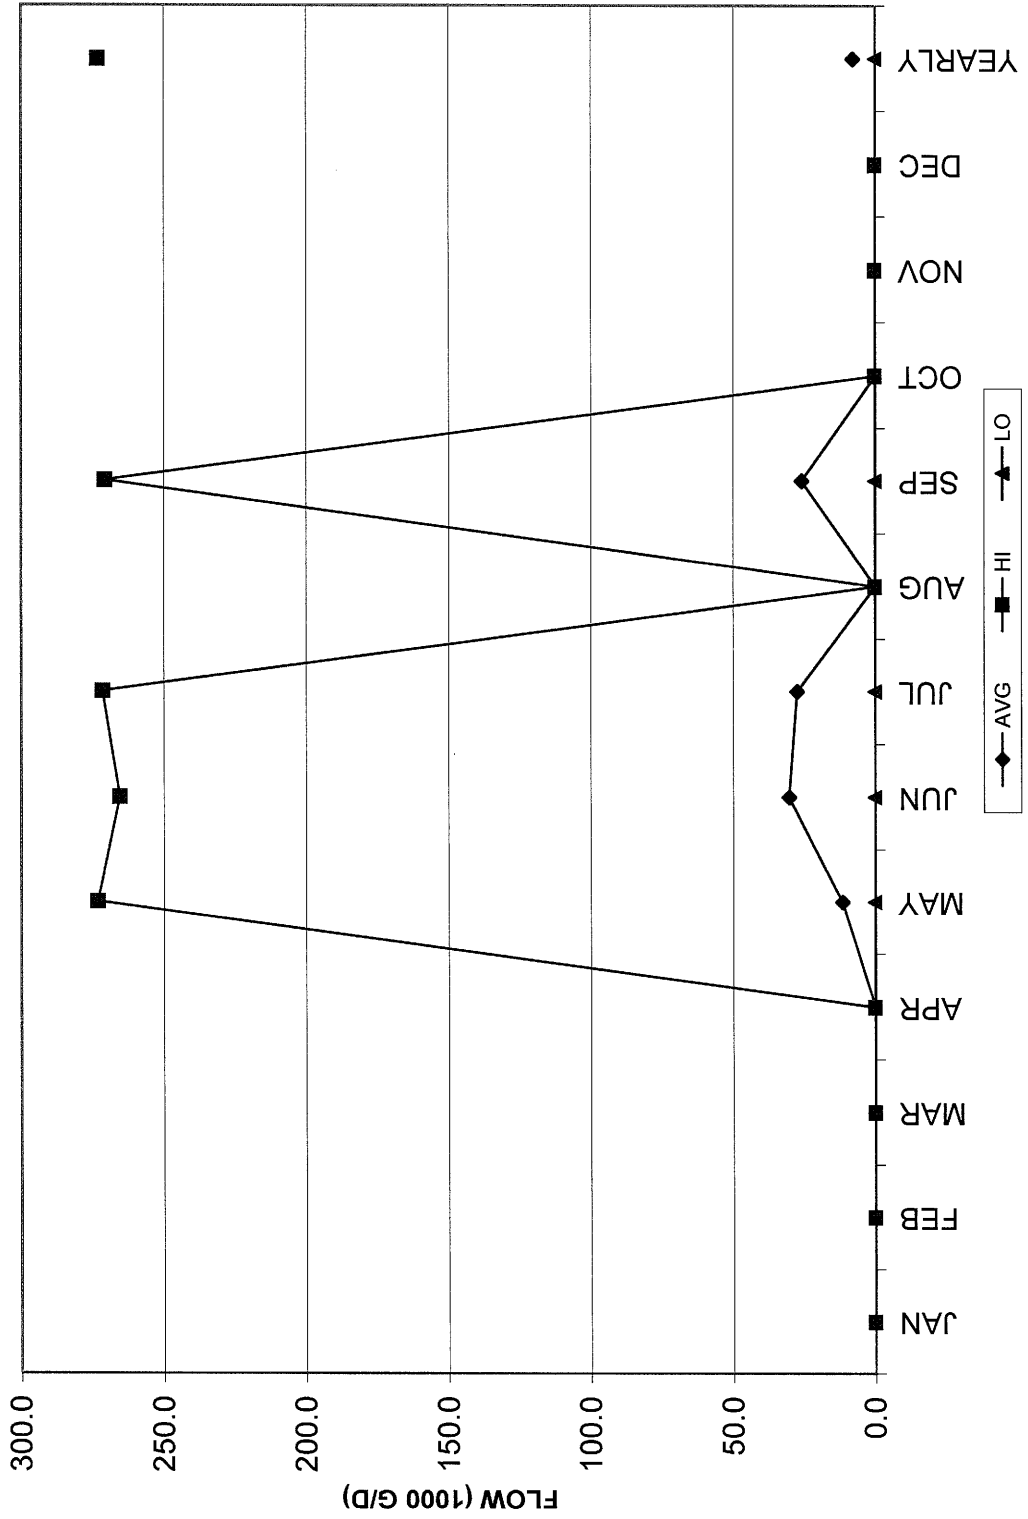 300.0
250.0
200.0
150.0
100.0
50.0
0.0
FLOW (1000 G/D)
JAN
FEB
MAR
APR
MAY
JUN
JUL
AUG
SEP
OCT
NOV
DEC
YEARLY
AVG HI LO